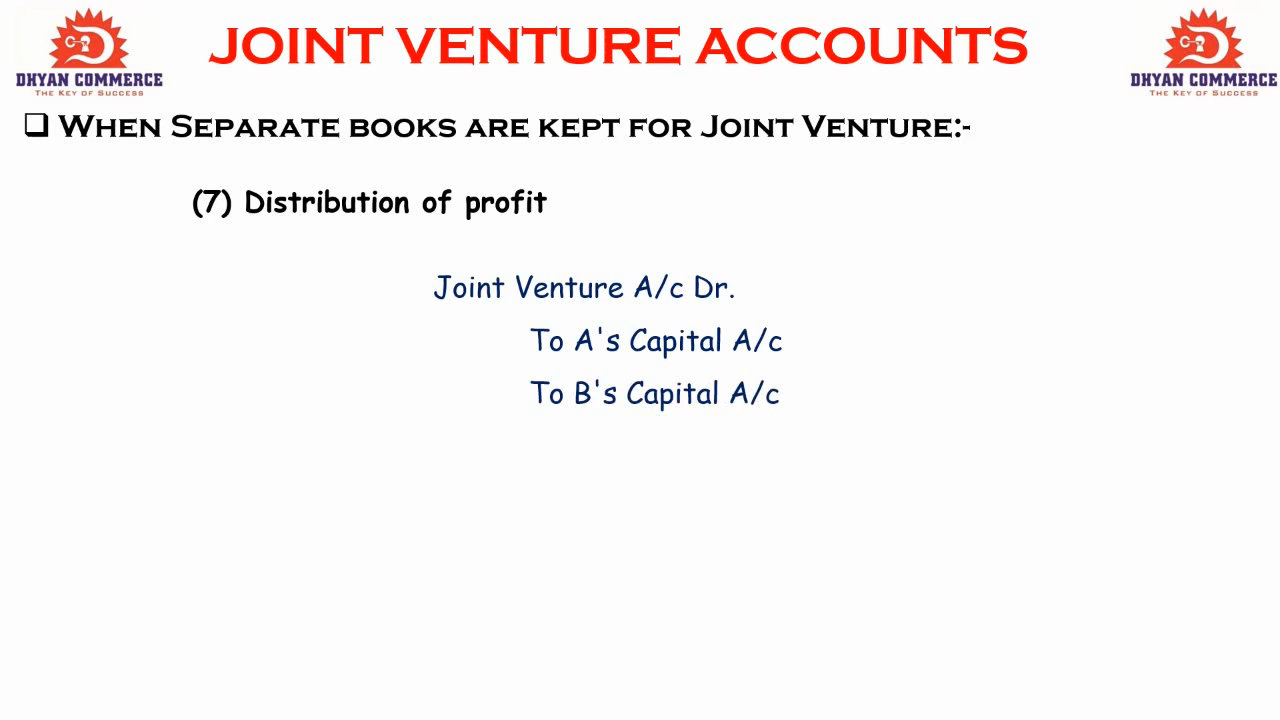 DHYAN COMMERCE
THE KEY OF SUCCESS
JOINT VENTURE ACCOUNTS
DHYAN COMMERCE
THE KEY OF SUCCESS
❑ WHEN SEPARATE BOOKS ARE KEPT FOR JOINT VENTURE:-
(7) Distribution of profit
Joint Venture A/c Dr.
To A's Capital A/c
To B's Capital A/c